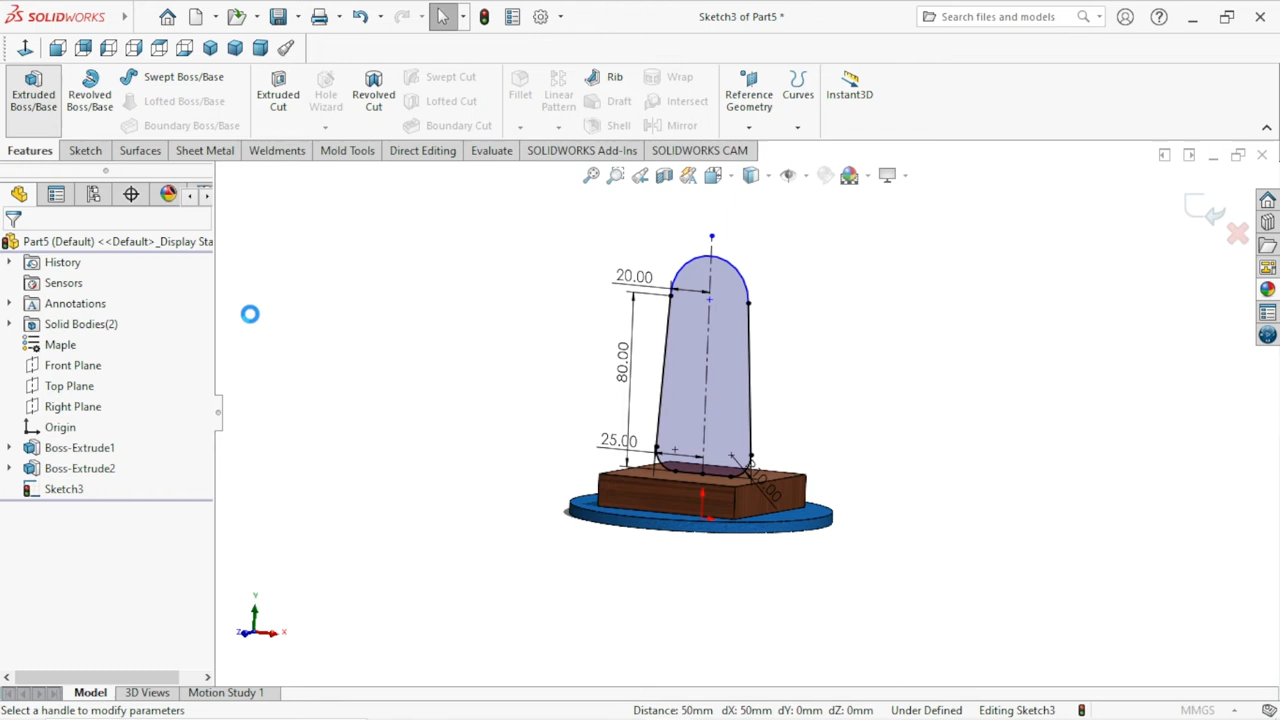 SOLIDWORKS
Sketch3 of Part5 *
Search files and models
Extruded Boss/Base
Revolved Boss/Base
Swept Boss/Base
Lofted Boss/Base
Boundary Boss/Base
Extruded Cut
Hole Wizard
Revolved Cut
Swept Cut
Lofted Cut
Boundary Cut
Fillet
Linear Pattern
Rib
Draft
Shell
Wrap
Intersect
Mirror
Reference Geometry
Curves
Instant3D
Features Sketch Surfaces Sheet Metal Weldments Mold Tools Direct Editing Evaluate SOLIDWORKS Add-Ins SOLIDWORKS CAM
Part5 (Default) <<Default>_Display Sta
History
Sensors
Annotations
Solid Bodies(2)
Maple
Front Plane
Top Plane
Right Plane
Origin
Boss-Extrude1
Boss-Extrude2
Sketch3
20.00
80.00
25.00
Y
Z
X
Model 3D Views Motion Study 1
Select a handle to modify parameters
Distance: 50mm dX: 50mm dY: 0mm dZ: 0mm Under Defined Editing Sketch3 MMGS